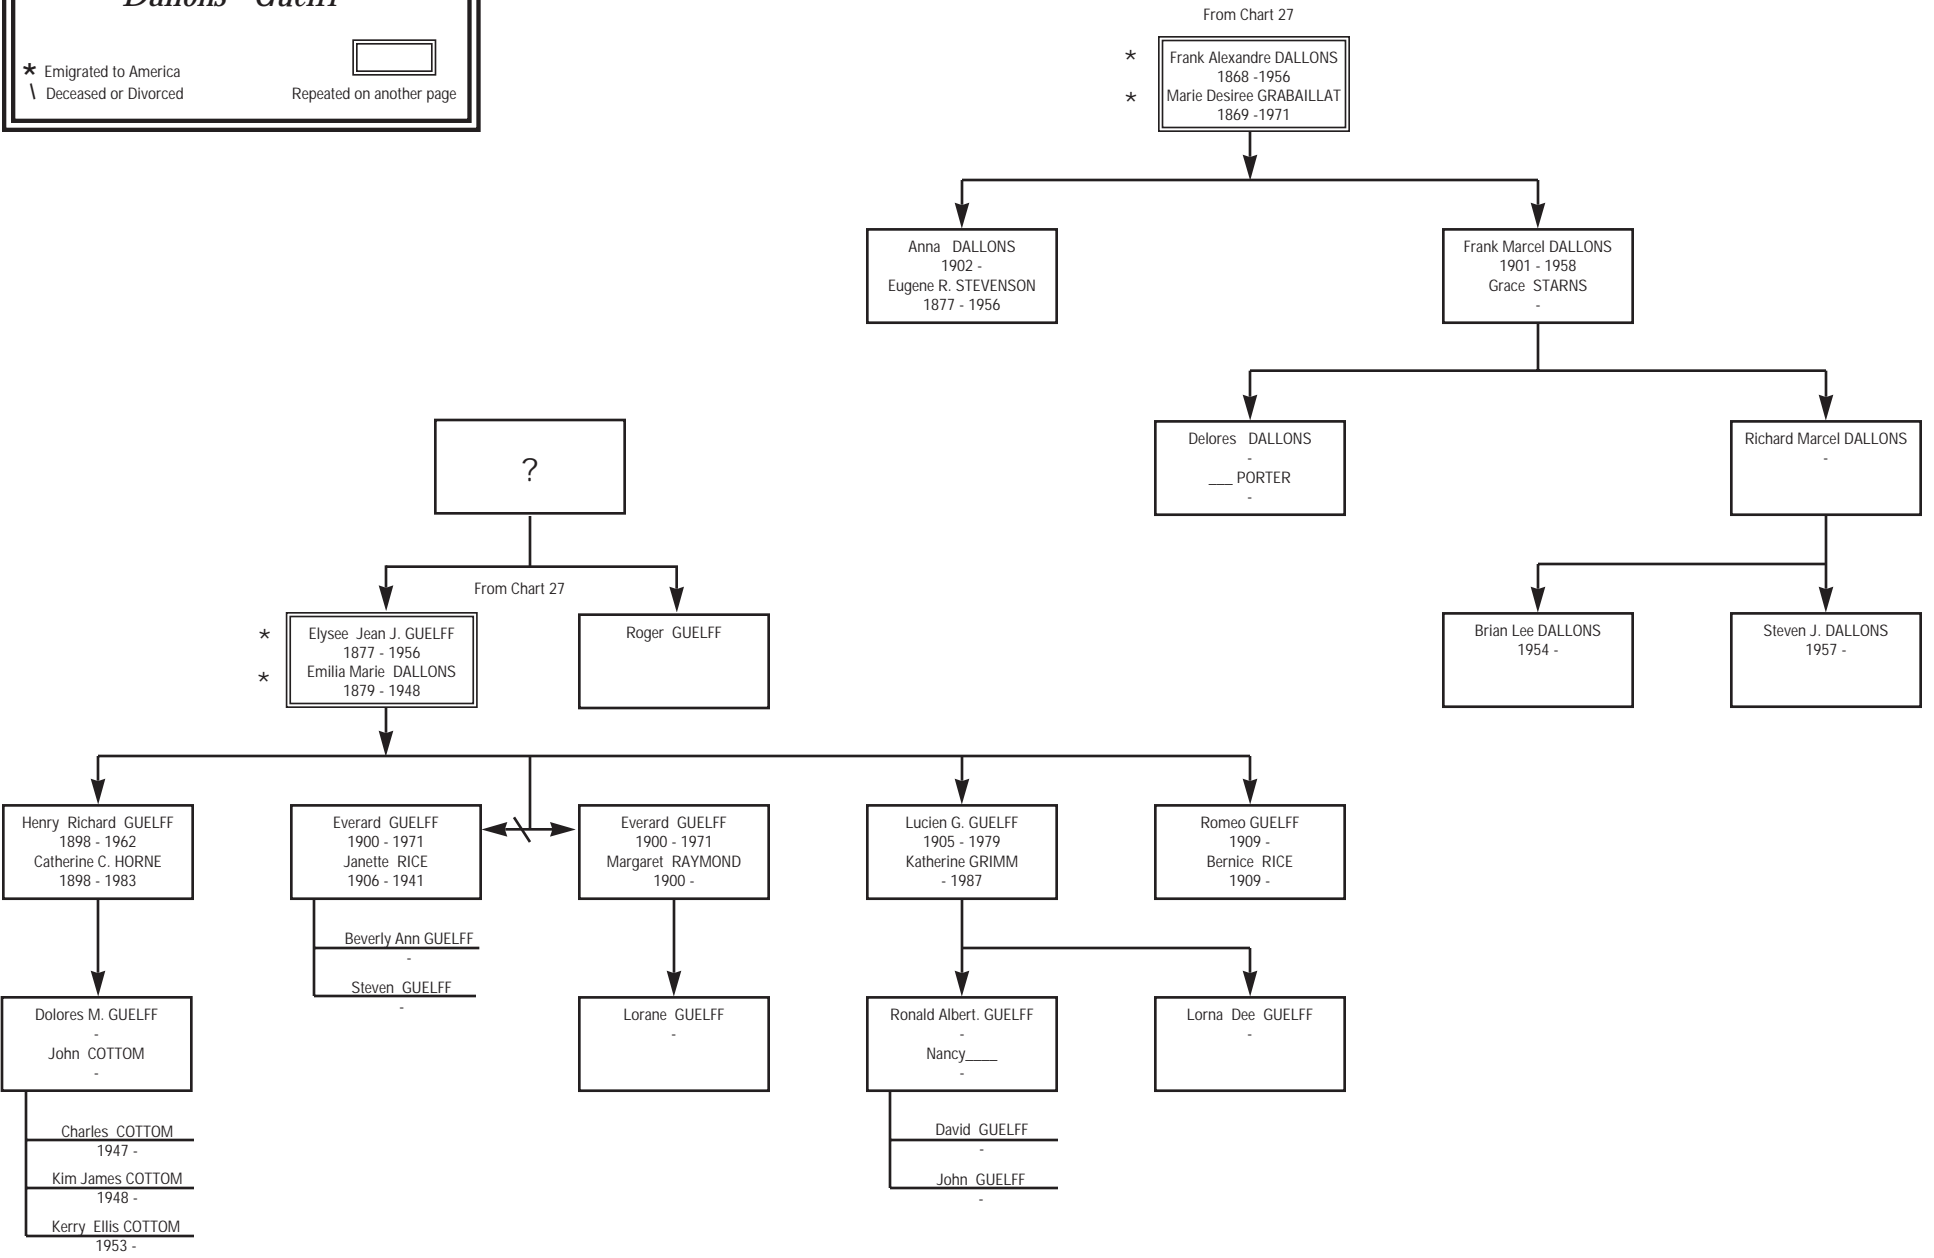 * Emigrated to America
\ Deceased or Divorced
Repeated on another page
From Chart 27
*
Frank Alexandre DALLONS
1868 -1956
*
Marie Desiree GRABAILLAT
1869 -1971
Anna DALLONS
1902 -
Eugene R. STEVENSON
1877 - 1956
Frank Marcel DALLONS
1901 - 1958
Grace STARNS
-
Delores DALLONS
-
___ PORTER
-
Richard Marcel DALLONS
-
?
From Chart 27
*
Elysee Jean J. GUELFF
1877 - 1956
*
Emilia Marie DALLONS
1879 - 1948
Roger GUELFF
Brian Lee DALLONS
1954 -
Steven J. DALLONS
1957 -
Henry Richard GUELFF
1898 - 1962
Catherine C. HORNE
1898 - 1983
Everard GUELFF
1900 - 1971
Janette RICE
1906 - 1941
Everard GUELFF
1900 - 1971
Margaret RAYMOND
1900 -
Lucien G. GUELFF
1905 - 1979
Katherine GRIMM
- 1987
Romeo GUELFF
1909 -
Bernice RICE
1909 -
Beverly Ann GUELFF
-
Steven GUELFF
-
Dolores M. GUELFF
-
John COTTOM
-
Lorane GUELFF
-
Ronald Albert. GUELFF
-
Nancy____
-
Lorna Dee GUELFF
-
Charles COTTOM
1947 -
Kim James COTTOM
1948 -
Kerry Ellis COTTOM
1953 -
David GUELFF
-
John GUELFF
-